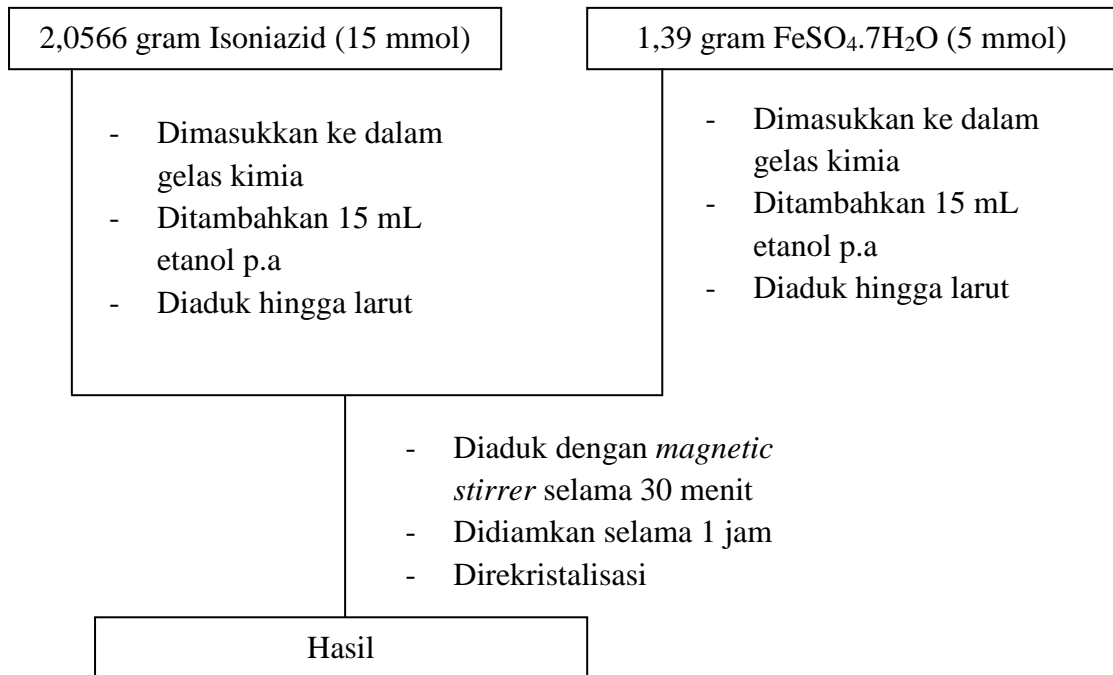 2,0566 gram Isoniazid (15 mmol)
1,39 gram FeSO₄.7H₂O (5 mmol)
- Dimasukkan ke dalam
gelas kimia
- Ditambahkan 15 mL
etanol p.a
- Diaduk hingga larut
- Dimasukkan ke dalam
gelas kimia
- Ditambahkan 15 mL
etanol p.a
- Diaduk hingga larut
- Diaduk dengan magnetic
stirrer selama 30 menit
- Didiamkan selama 1 jam
- Direkristalisasi
Hasil